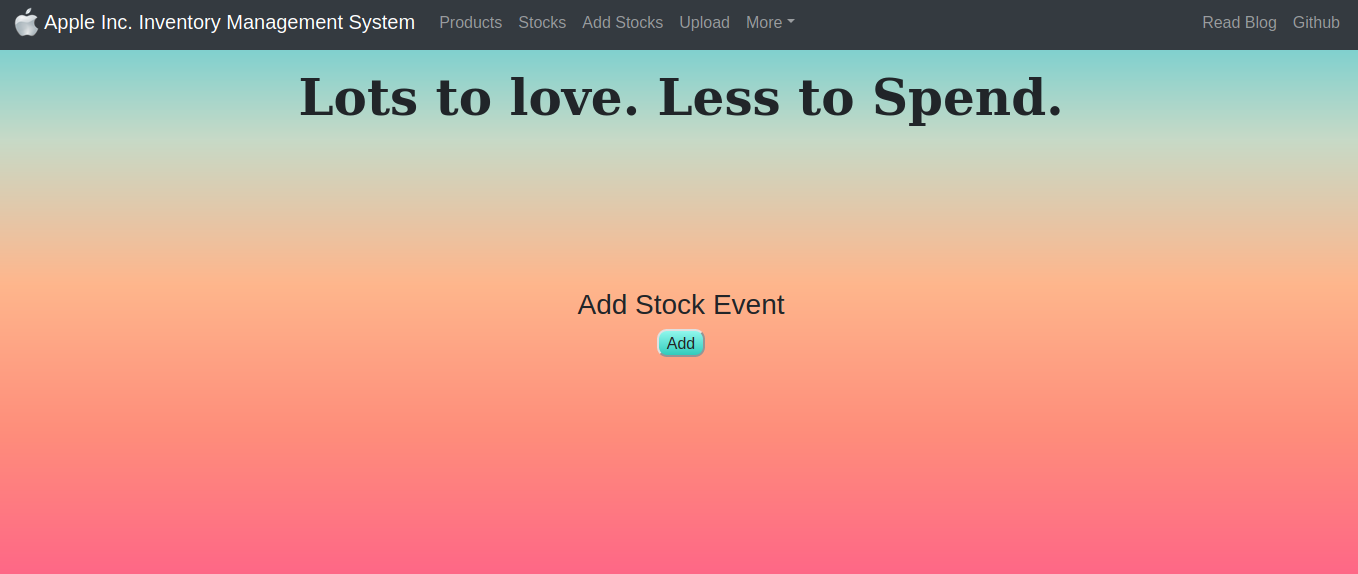 Apple Inc. Inventory Management System Products Stocks Add Stocks Upload More Read Blog Github
Lots to love. Less to Spend.
Add Stock Event
Add